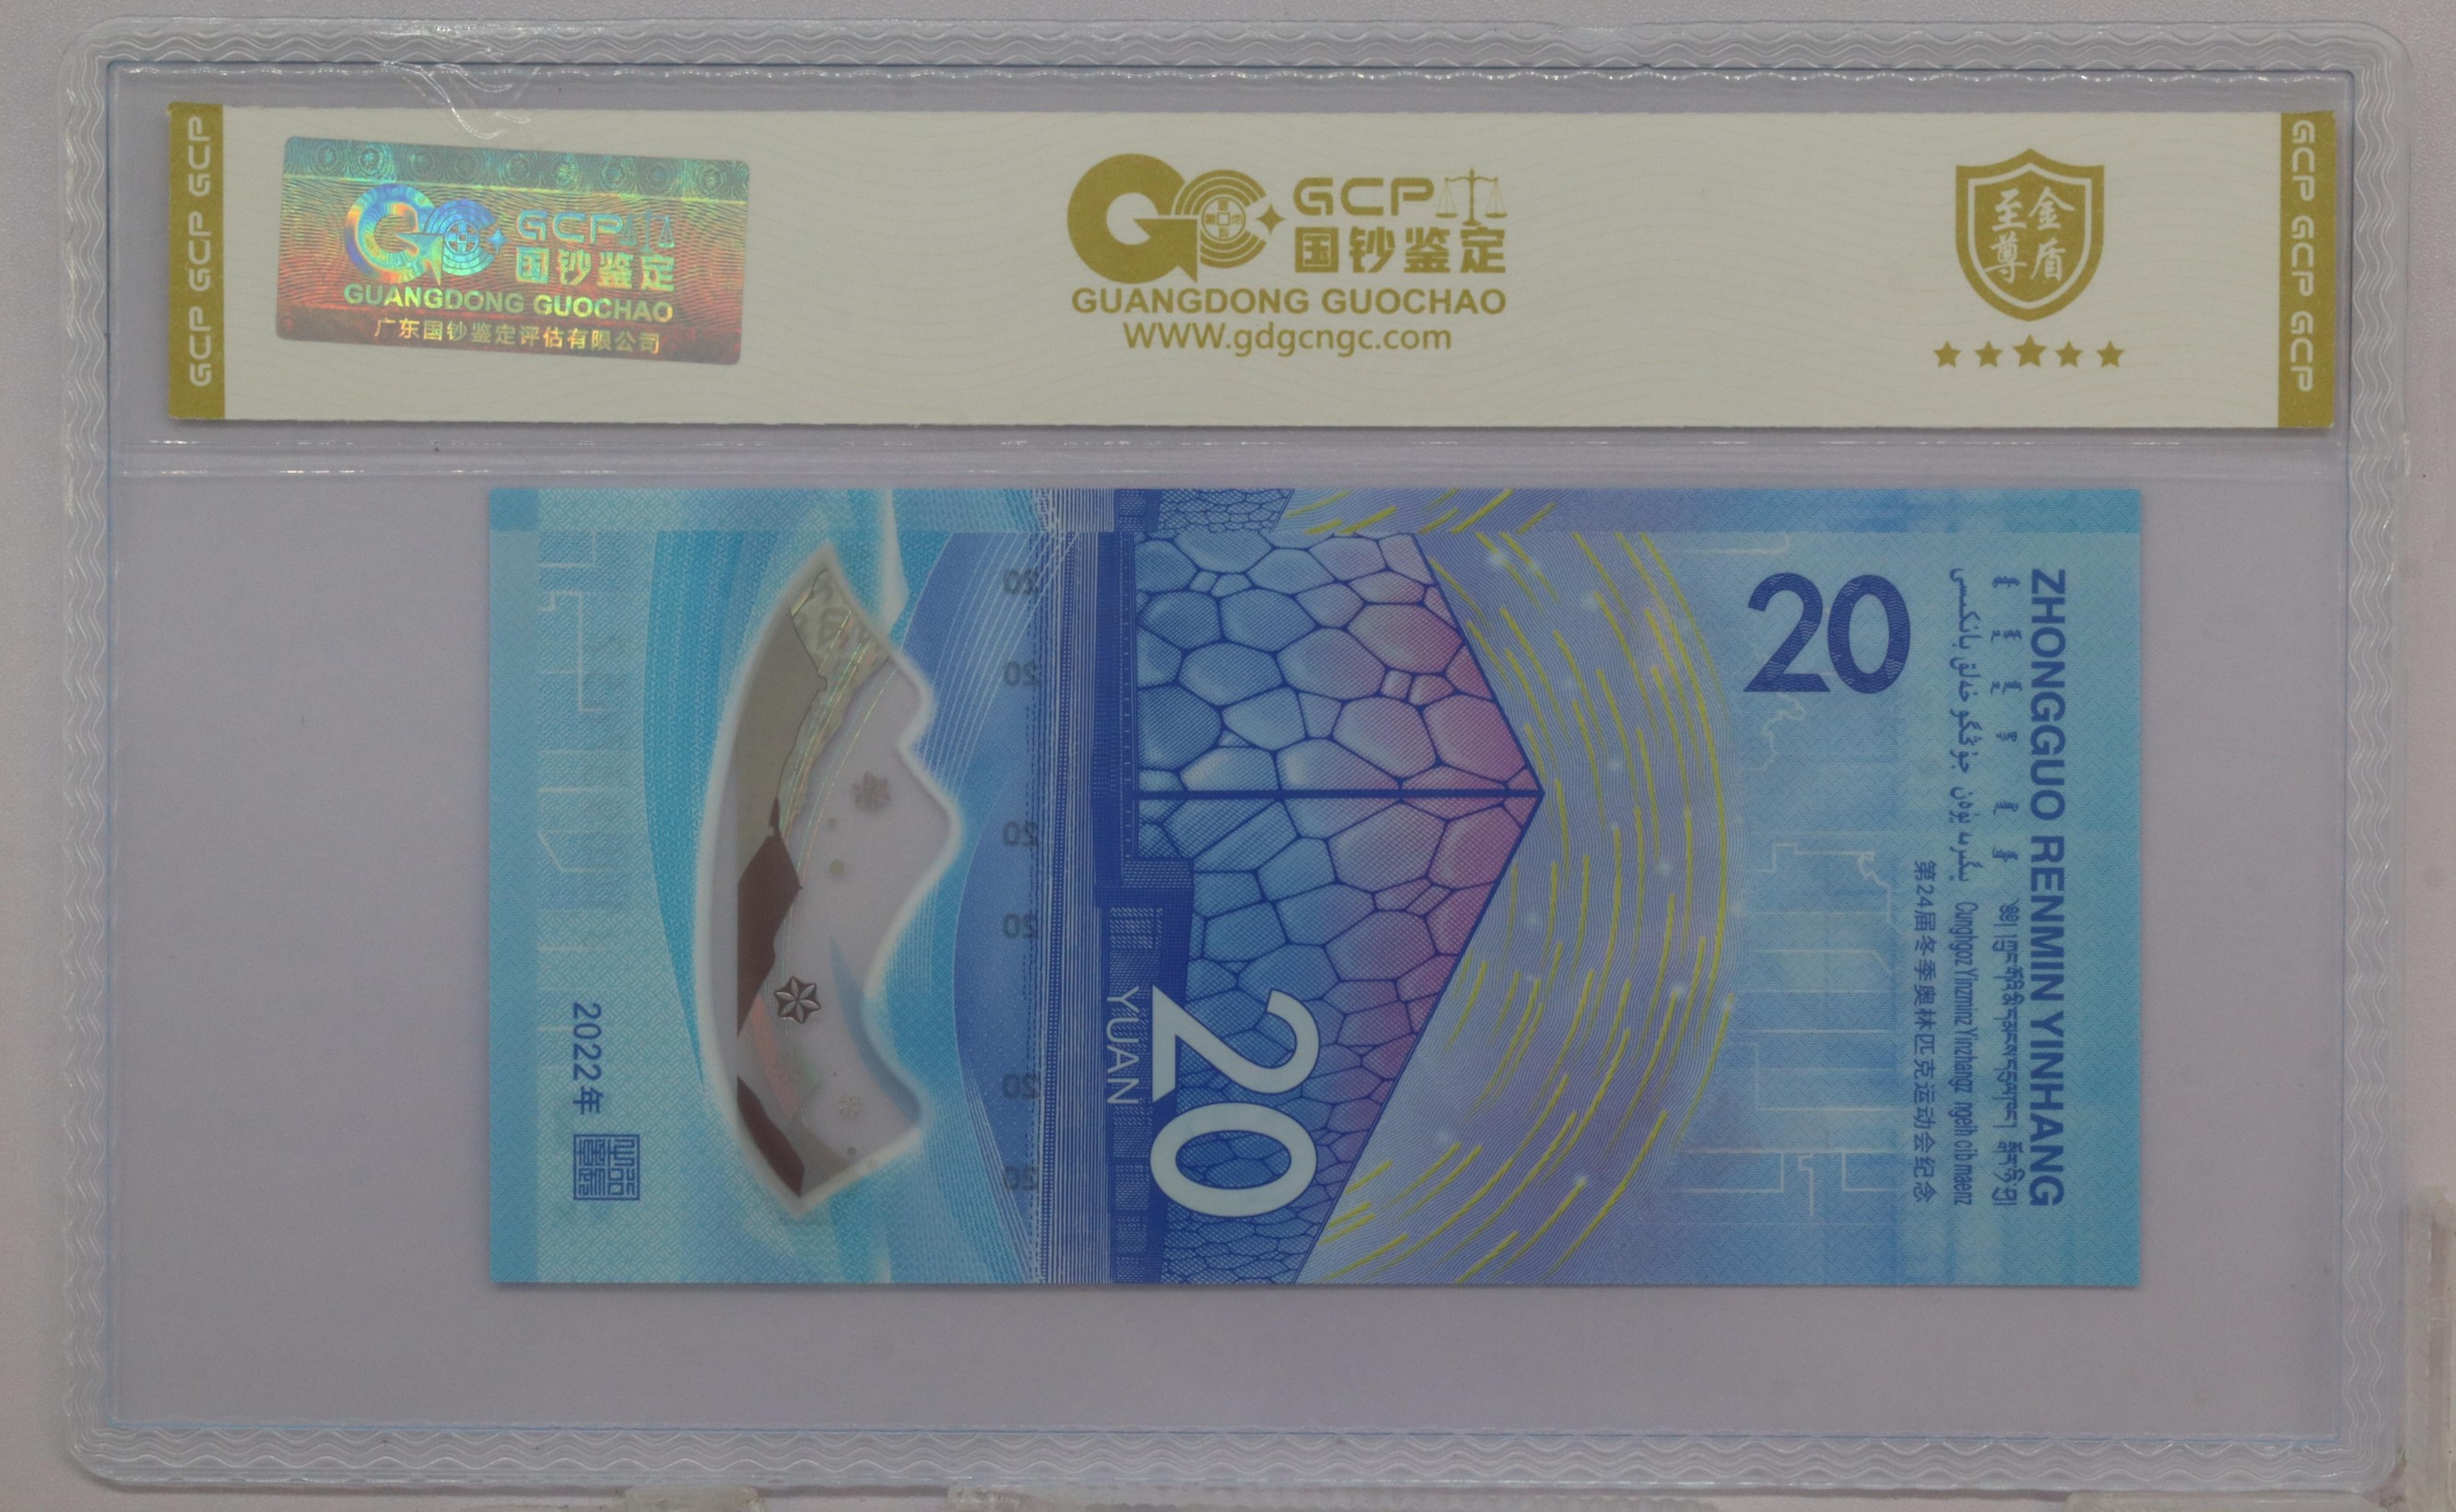 GCP GCP GCP
GCP
国钞鉴定
GUANGDONG GUOCHAO
广东国钞鉴定评估有限公司
GCP
国钞鉴定
GUANGDONG GUOCHAO
WWW.gdgcngc.com
至金
尊盾
GCP GCP GCP
ZHONGGUO RENMIN YINHANG
Cunghgoz Yinzminz Yinzhangz ngeih cib maenz
第24届冬季奥林匹克运动会纪念
20
20
YUAN
20
20
20
20
20
20
2022年